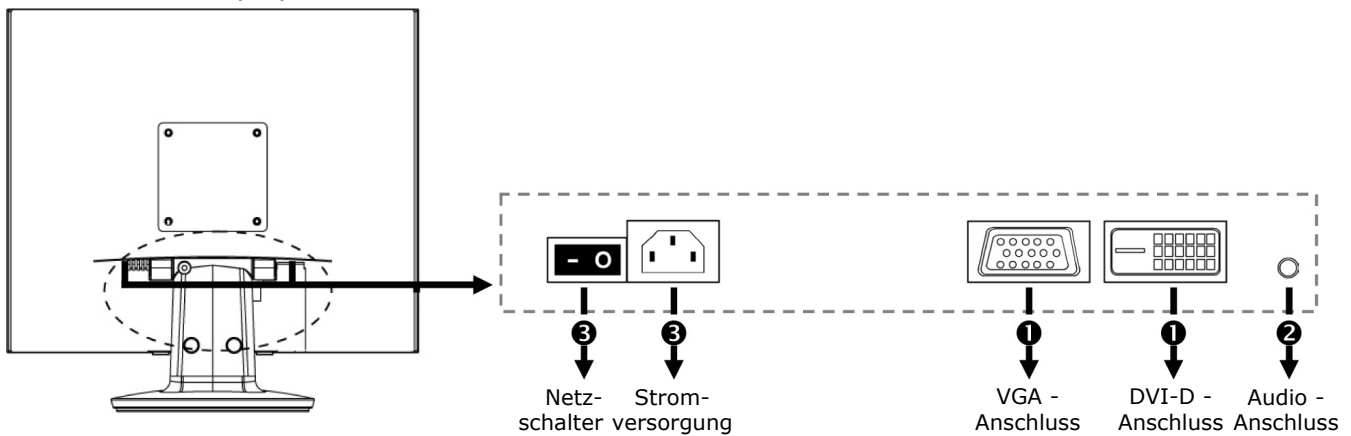 - O
❸ ❸ ❶ ❶ ❷
Netz- Strom- VGA - DVI-D - Audio -
schalter versorgung Anschluss Anschluss Anschluss